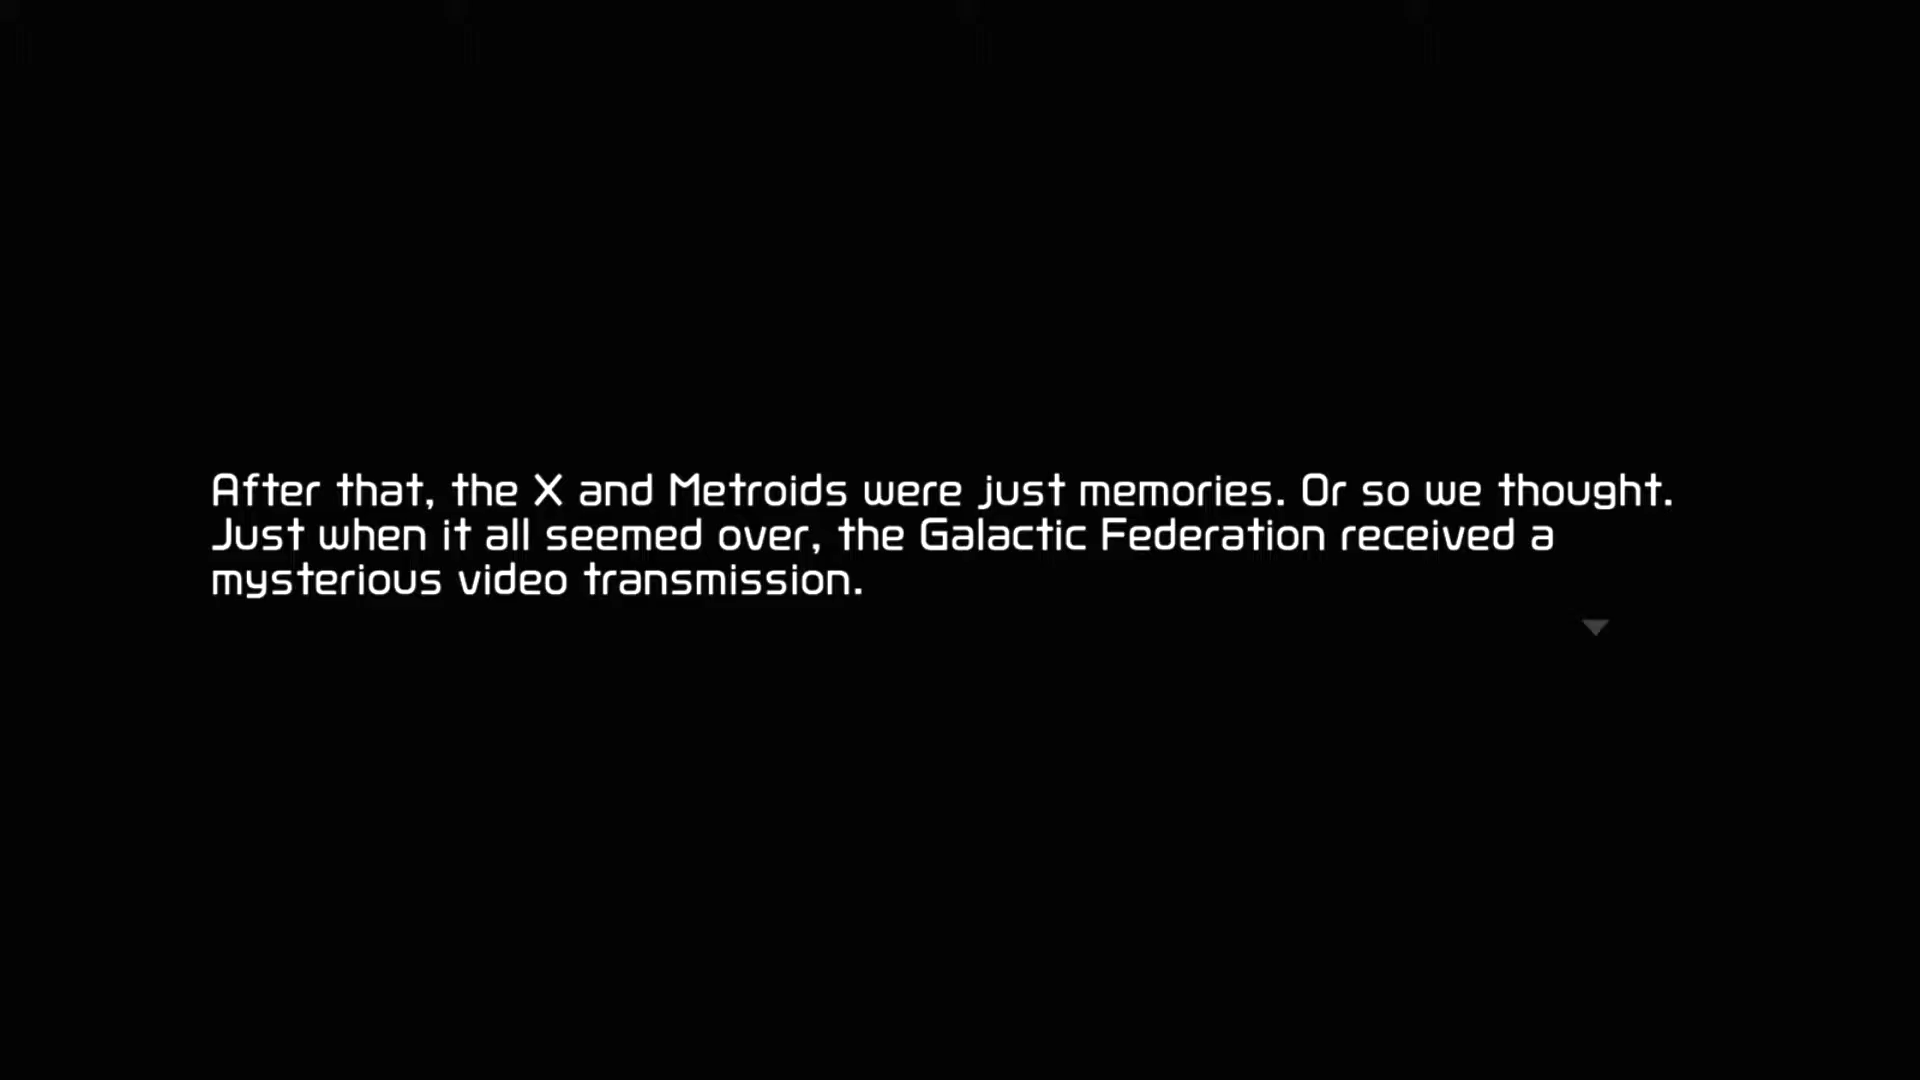 After that, the X and Metroids were just memories. Or so we thought.
Just when it all seemed over, the Galactic Federation received a
mysterious video transmission.